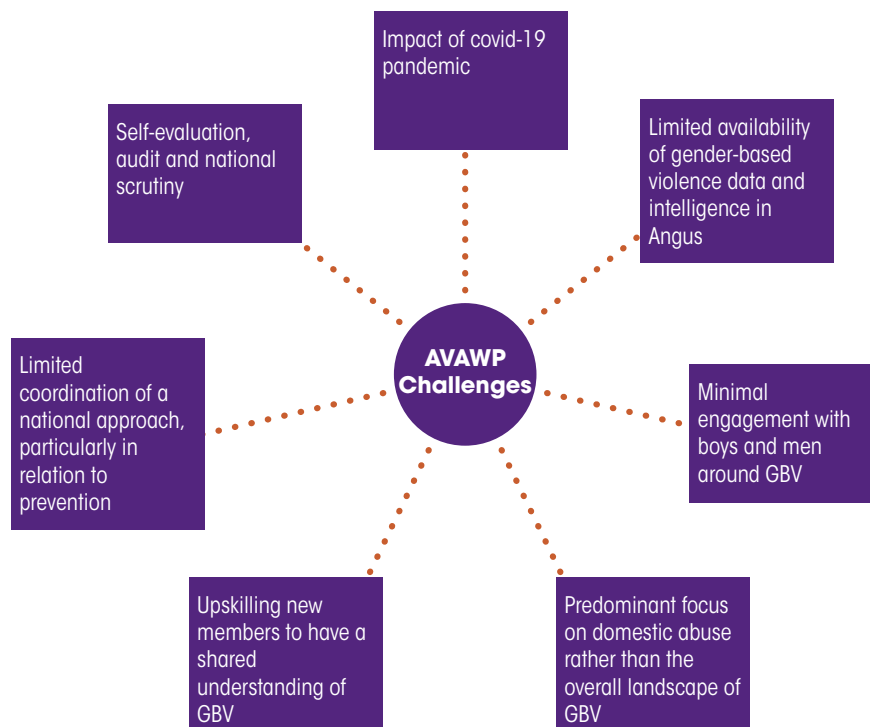 Impact of covid-19
pandemic
Limited availability
of gender-based
violence data and
intelligence in
Angus
Minimal
engagement with
boys and men
around GBV
Predominant focus
on domestic abuse
rather than the
overall landscape of
GBV
Upskilling new
members to have a
shared
understanding of
GBV
Limited
coordination of a
national approach,
particularly in
relation to
prevention
Self-evaluation,
audit and national
scrutiny
AVAWP
Challenges